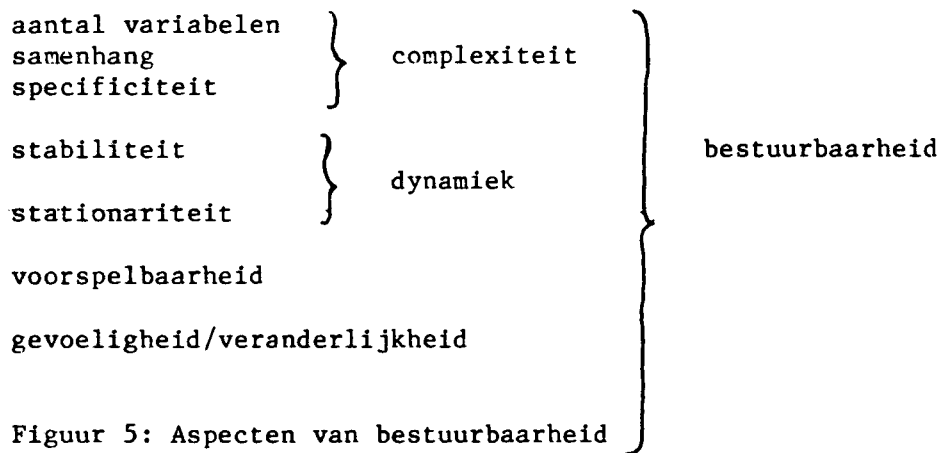 aantal variabelen
samenhang
specificiteit
complexiteit
stabiliteit
stationariteit
dynamiek
voorspelbaarheid
gevoeligheid/veranderlijkheid
bestuurbaarheid
Figuur 5: Aspecten van bestuurbaarheid